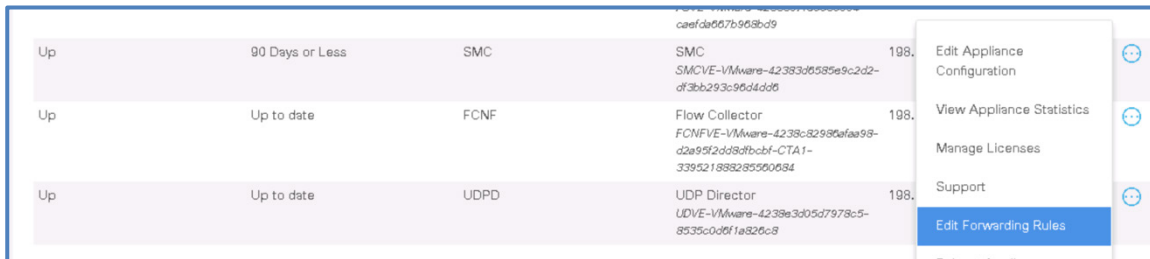 caefda667b968bd9
Up 90 Days or Less SMC SMC 198.
SMCVE-VMware-42383d6585e9c2d2-
df3bb293c96d4dd6
Up Up to date FCNF Flow Collector 198.
FCNFVE-VMware-4238c82986afaa98-
d2a95f2dd8dfbcbf-CTA1-
339521888285560684
Up Up to date UDPD UDP Director 198.
UDVE-VMware-4238e3d05d7978c5-
8535c0d6f1a826c8
Edit Appliance
Configuration
View Appliance Statistics
Manage Licenses
Support
Edit Forwarding Rules